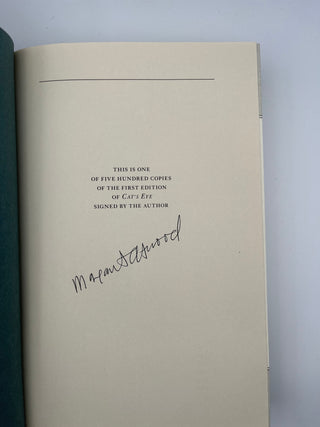 THIS IS ONE
OF FIVE HUNDRED COPIES
OF THE FIRST EDITION
OF CAT'S EYE
SIGNED BY THE AUTHOR
Margaret Atwood